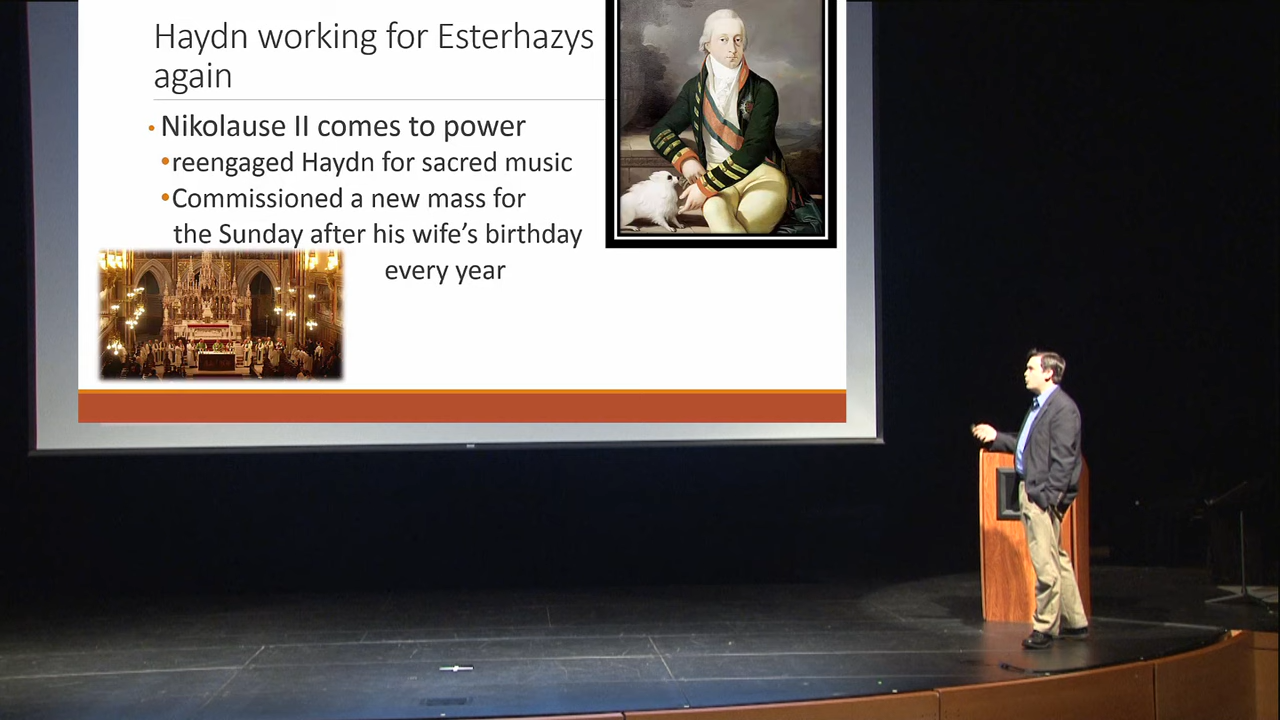 Haydn working for Esterhazys
again
• Nikolause II comes to power
•reengaged Haydn for sacred music
•Commissioned a new mass for
the Sunday after his wife’s birthday
every year